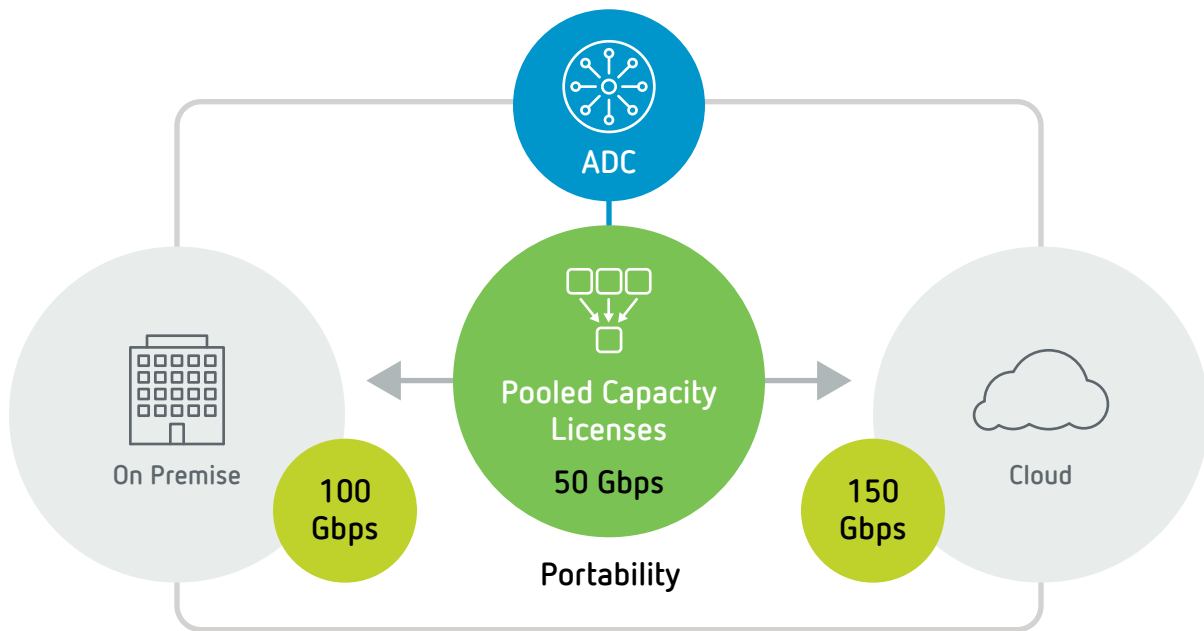 ADC
Pooled Capacity
Licenses
50 Gbps
On Premise
100
Gbps
150
Gbps
Cloud
Portability